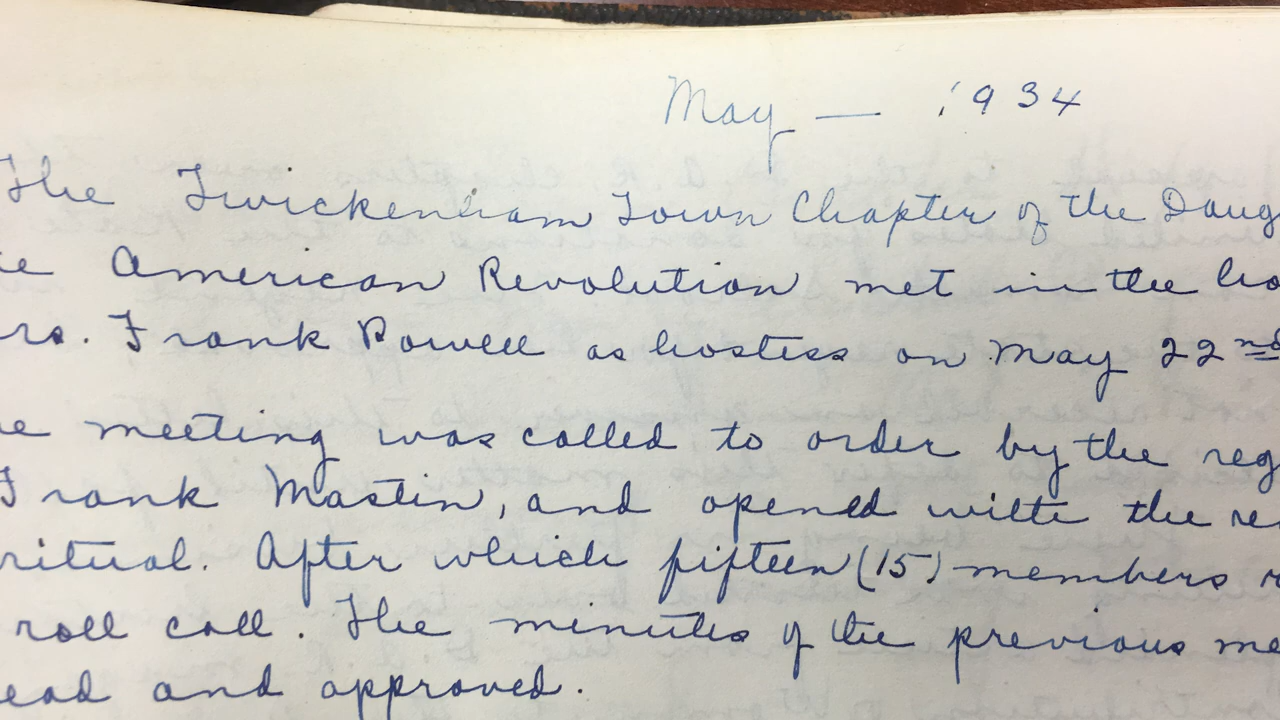 May — 1934
The Twickenham Town Chapter of the Daug
e American Revolution met in the ho
rs. Frank Powell as hostess on May 22nd
e meeting was called to order by the reg
Frank Mastin, and opened with the re
ritual. After which fifteen (15) members r
roll call. The minutes of the previous me
ead and approved.